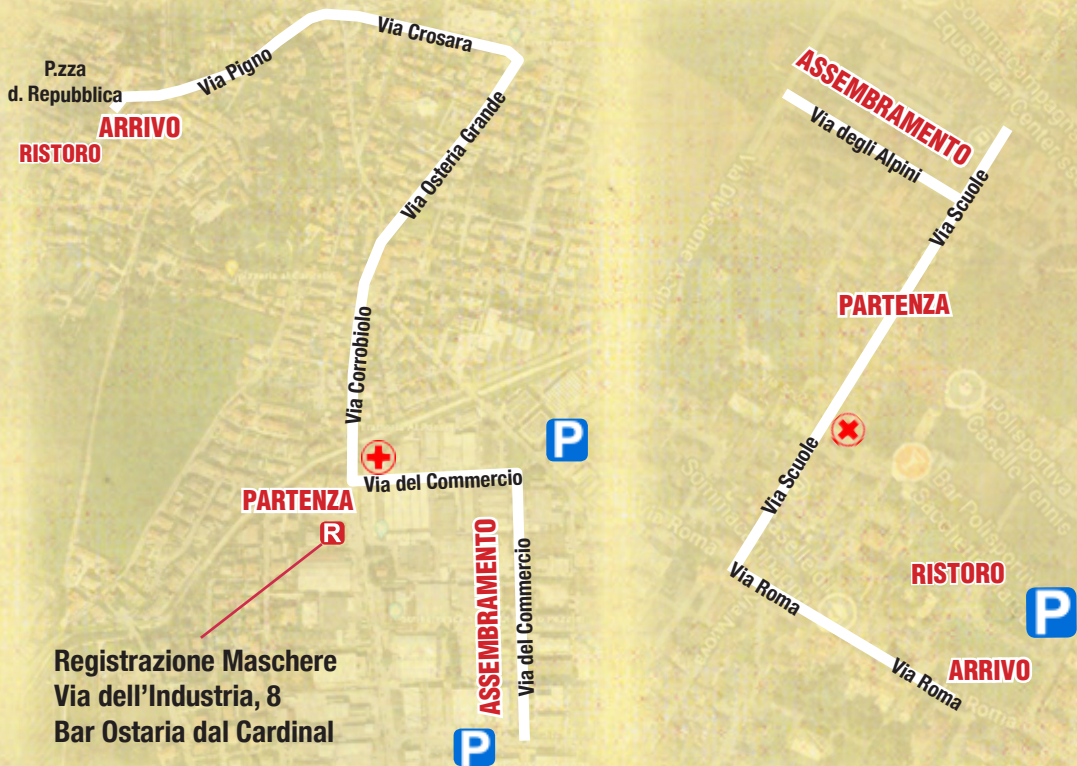 Via Crosara
P.zza
d. Repubblica
Via Pigno
ARRIVO
RISTORO
Via Osteria Grande
Via Corrobiolo
P
Via del Commercio
PARTENZA
R
ASSEMBRAMENTO
Via del Commercio
Registrazione Maschere
Via dell'Industria, 8
Bar Ostaria dal Cardinal
P
ASSEMBRAMENTO
Via degli Alpini
Via Scuole
PARTENZA
Via Scuole
Via Roma
RISTORO
P
ARRIVO
Via Roma